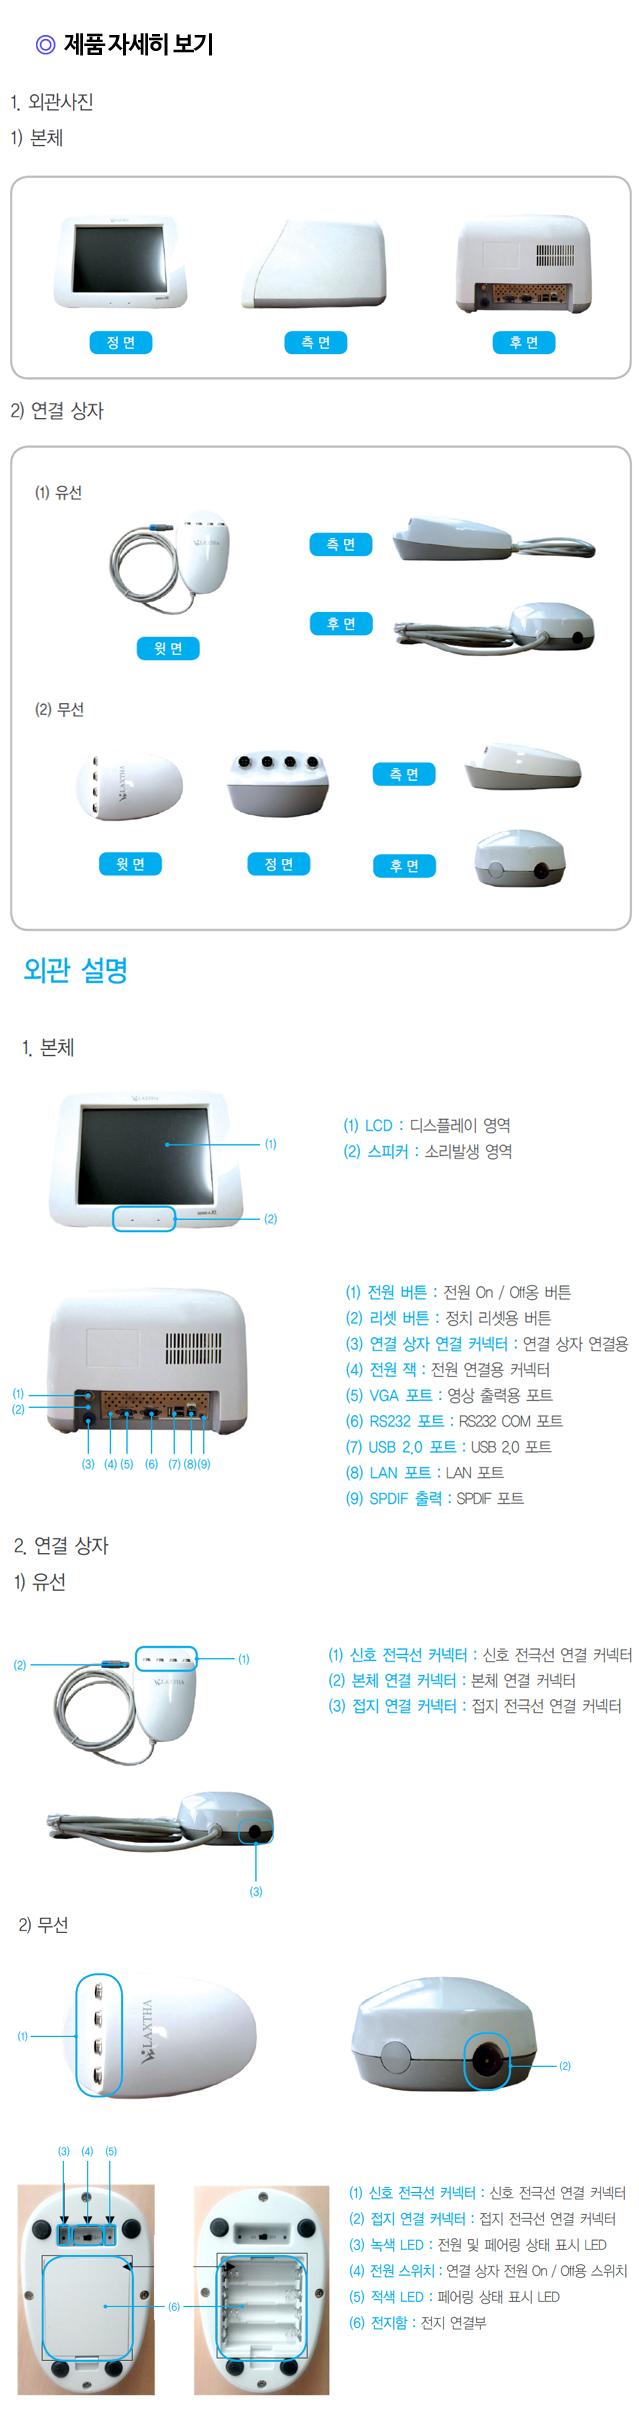 ◎ 제품 자세히 보기
1. 외관사진
1) 본체
정 면
측 면
후 면
2) 연결 상자
(1) 유선
LAXTHA
윗 면
측 면
후 면
(2) 무선
LAXTHA
윗 면
정 면
측 면
후 면
외관 설명
1. 본체
LAXTHA
(1)
(2)
(1) LCD : 디스플레이 영역
(2) 스피커 : 소리발생 영역
(1)
(2)
(3) (4) (5) (6) (7) (8) (9)
(1) 전원 버튼 : 전원 On / Off옹 버튼
(2) 리셋 버튼 : 정치 리셋용 버튼
(3) 연결 상자 연결 커넥터 : 연결 상자 연결용
(4) 전원 잭 : 전원 연결용 커넥터
(5) VGA 포트 : 영상 출력용 포트
(6) RS232 포트 : RS232 COM 포트
(7) USB 2.0 포트 : USB 2.0 포트
(8) LAN 포트 : LAN 포트
(9) SPDIF 출력 : SPDIF 포트
2. 연결 상자
1) 유선
(1)
(2)
LAXTHA
(3)
(1) 신호 전극선 커넥터 : 신호 전극선 연결 커넥터
(2) 본체 연결 커넥터 : 본체 연결 커넥터
(3) 접지 연결 커넥터 : 접지 전극선 연결 커넥터
2) 무선
(1)
LAXTHA
(2)
(3) (4) (5)
(6)
(1) 신호 전극선 커넥터 : 신호 전극선 연결 커넥터
(2) 접지 연결 커넥터 : 접지 전극선 연결 커넥터
(3) 녹색 LED : 전원 및 페어링 상태 표시 LED
(4) 전원 스위치 : 연결 상자 전원 On / Off용 스위치
(5) 적색 LED : 페어링 상태 표시 LED
(6) 전지함 : 전지 연결부